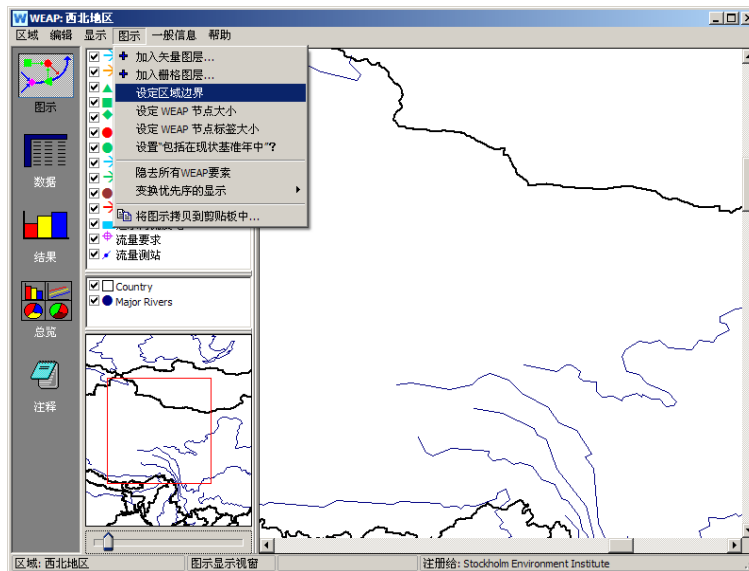 WEAP: 西北地区
区域 编辑 显示 图示 一般信息 帮助
加入矢量图层...
加入栅格图层...
设定区域边界
设定 WEAP 节点大小
设定 WEAP 节点标签大小
设置"包括在现状基准年中"?
隐去所有WEAP要素
变换优先序的显示
将图示拷贝到剪贴板中...
流量要求
流量测站
Country
Major Rivers
图示
数据
结果
总览
注释
区域: 西北地区
图示显示视窗
注册给: Stockholm Environment Institute